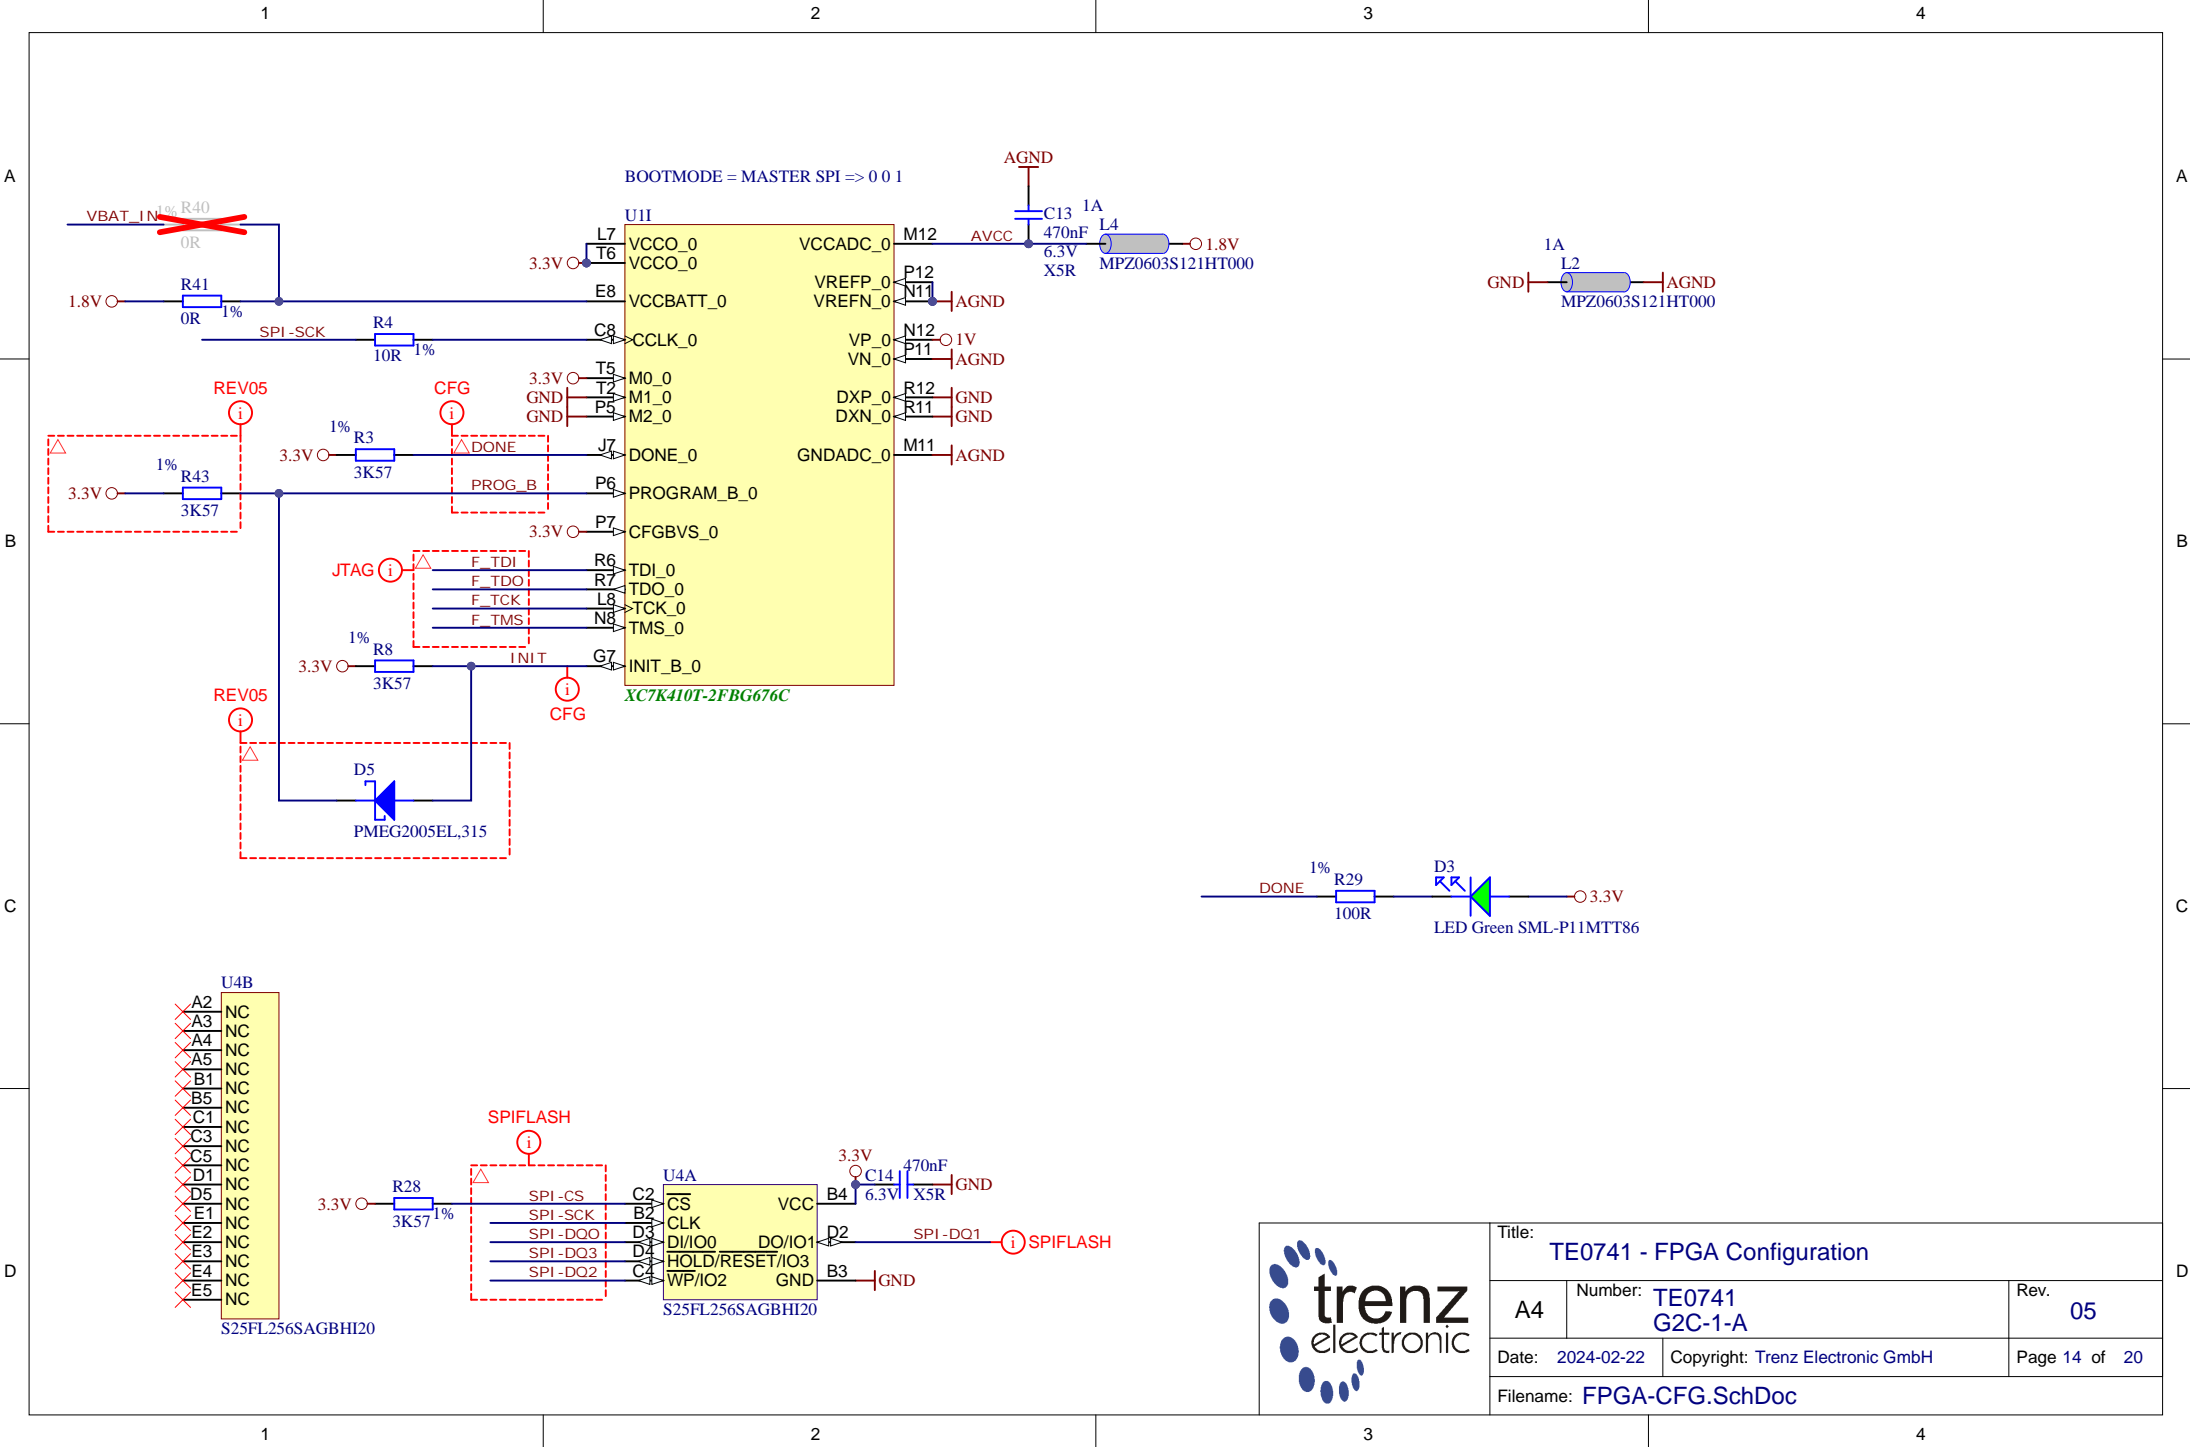 1 2 3 4
A A
B B
C C
D D
BOOTMODE = MASTER SPI => 0 0 1
VBAT_IN 1% R40
0R
1.8V R41 1%
0R
SPI-SCK R4 1%
10R
REV05
1% R43
3.3V
3K57
CFG
1% R3
3.3V DONE
3K57
PROG_B
JTAG
F_TDI
F_TDO
F_TCK
F_TMS
1% R8
3.3V INIT
3K57
CFG
REV05
D5
PMEG2005EL,315
U1I
L7 VCCO_0
3.3V T6 VCCO_0
E8 VCCBATT_0
C8 CCLK_0
3.3V T5 M0_0
GND T2 M1_0
GND P5 M2_0
J7 DONE_0
P6 PROGRAM_B_0
3.3V P7 CFGBVS_0
R6 TDI_0
R7 TDO_0
L8 TCK_0
N8 TMS_0
G7 INIT_B_0
XC7K410T-2FBG676C
VCCADC_0 M12 AVCC
VREFP_0 P12
VREFN_0 N11 AGND
VP_0 N12 1V
VN_0 P11 AGND
DXP_0 R12 GND
DXN_0 R11 GND
GNDADC_0 M11 AGND
AGND
C13
470nF
6.3V
X5R
1A
L4
1.8V
MPZ0603S121HT000
1A
L2
GND AGND
MPZ0603S121HT000
DONE 1% R29
100R
D3
3.3V
LED Green SML-P11MTT86
U4B
A2 NC
A3 NC
A4 NC
A5 NC
B1 NC
B5 NC
C1 NC
C3 NC
C5 NC
D1 NC
D5 NC
E1 NC
E2 NC
E3 NC
E4 NC
E5 NC
S25FL256SAGBHI20
SPIFLASH
3.3V R28 1%
3K57
U4A
SPI-CS C2 CS
SPI-SCK B2 CLK
SPI-DQ0 D3 DI/IO0
SPI-DQ3 D4 HOLD/RESET/IO3
SPI-DQ2 C4 WP/IO2
VCC B4
DO/IO1 D2 SPI-DQ1 SPIFLASH
GND B3 GND
S25FL256SAGBHI20
3.3V
C14 470nF
6.3V X5R GND
trenz
electronic
Title:
TE0741 - FPGA Configuration
A4 Number: TE0741
G2C-1-A
Rev.
05
Date: 2024-02-22 Copyright: Trenz Electronic GmbH Page 14 of 20
Filename: FPGA-CFG.SchDoc
1 2 3 4